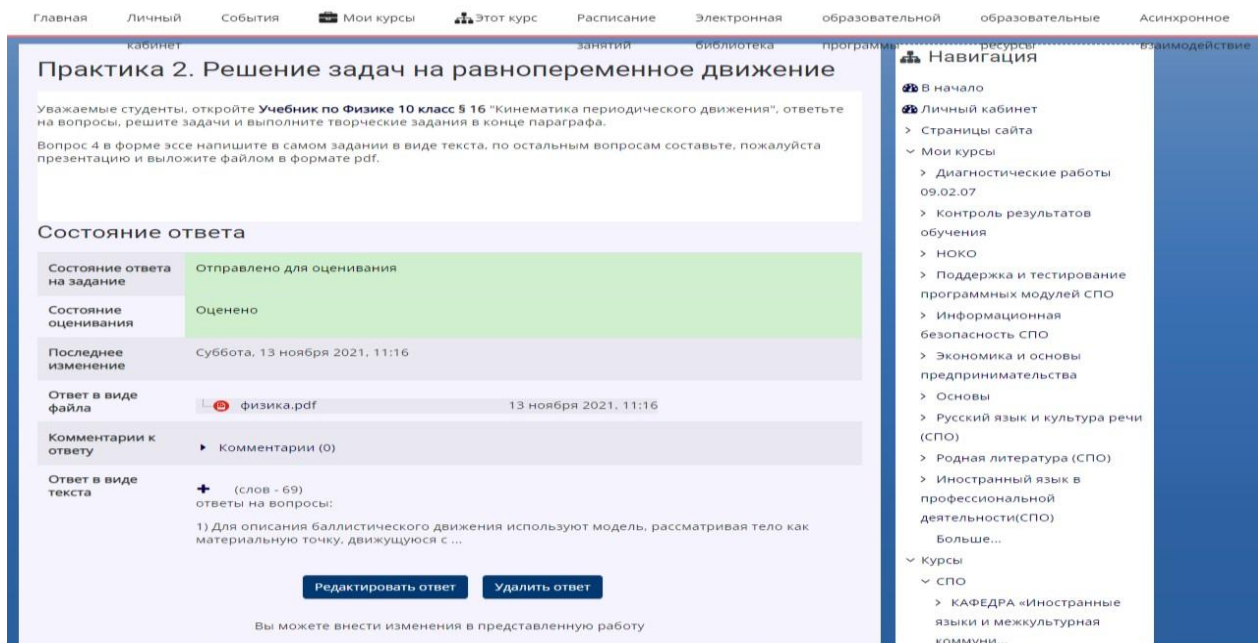 Главная Личный кабинет События Мои курсы Этот курс Расписание занятий Электронная библиотека образовательной программы образовательные ресурсы Асинхронное взаимодействие
Практика 2. Решение задач на равнопеременное движение
Уважаемые студенты, откройте Учебник по Физике 10 класс § 16 "Кинематика периодического движения", ответьте
на вопросы, решите задачи и выполните творческие задания в конце параграфа.
Вопрос 4 в форме эссе напишите в самом задании в виде текста, по остальным вопросам составьте, пожалуйста
презентацию и выложите файлом в формате pdf.
Состояние ответа
Состояние ответа
на задание
Отправлено для оценивания
Состояние
оценивания
Оценено
Последнее
изменение
Суббота, 13 ноября 2021, 11:16
Ответ в виде
файла
физика.pdf 13 ноября 2021, 11:16
Комментарии к
ответу
Комментарии (0)
Ответ в виде
текста
(слов - 69)
ответы на вопросы:
1) Для описания баллистического движения используют модель, рассматривая тело как
материальную точку, движущуюся с ...
Редактировать ответ Удалить ответ
Вы можете внести изменения в представленную работу
Навигация
В начало
Личный кабинет
Страницы сайта
Мои курсы
Диагностические работы
09.02.07
Контроль результатов
обучения
НОКО
Поддержка и тестирование
программных модулей СПО
Информационная
безопасность СПО
Экономика и основы
предпринимательства
Основы
Русский язык и культура речи
(СПО)
Родная литература (СПО)
Иностранный язык в
профессиональной
деятельности(СПО)
Больше...
Курсы
СПО
КАФЕДРА «Иностранные
языки и межкультурная
коммуни...